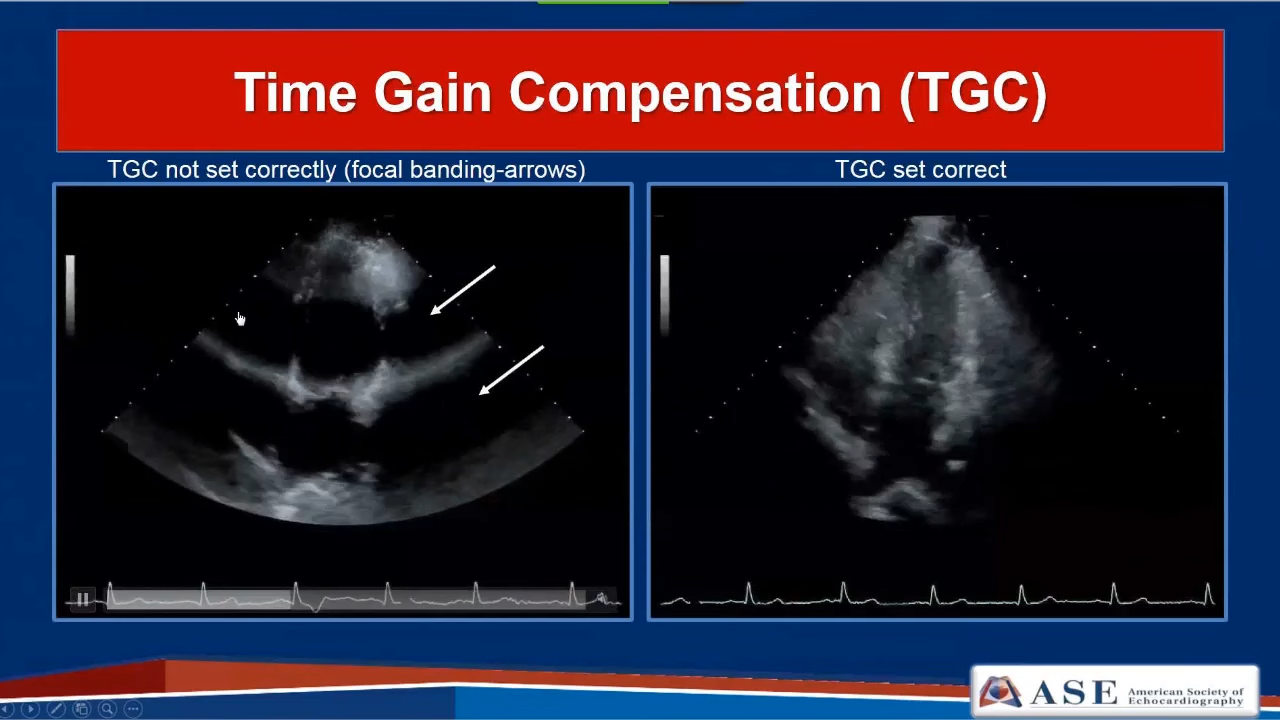 Time Gain Compensation (TGC)
TGC not set correctly (focal banding-arrows)
TGC set correct
ASE American Society of
Echocardiography